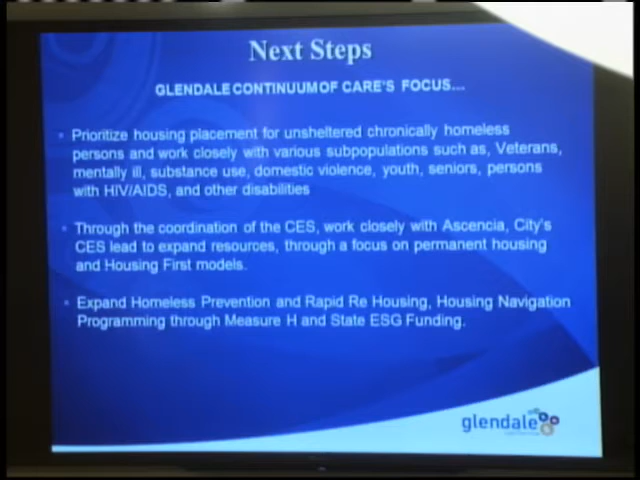 Next Steps
GLENDALE CONTINUUM OF CARE'S FOCUS...
Prioritize housing placement for unsheltered chronically homeless
persons and work closely with various subpopulations such as, Veterans,
mentally ill, substance use, domestic violence, youth, seniors, persons
with HIV/AIDS, and other disabilities
Through the coordination of the CES, work closely with Ascencia, City's
CES lead to expand resources, through a focus on permanent housing
and Housing First models.
Expand Homeless Prevention and Rapid Re Housing, Housing Navigation
Programming through Measure H and State ESG Funding.
glendale